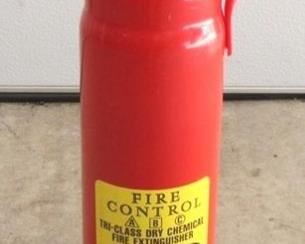 FIRE
CONTROL
A B C
TRI-CLASS DRY CHEMICAL
FIRE EXTINGUISHER